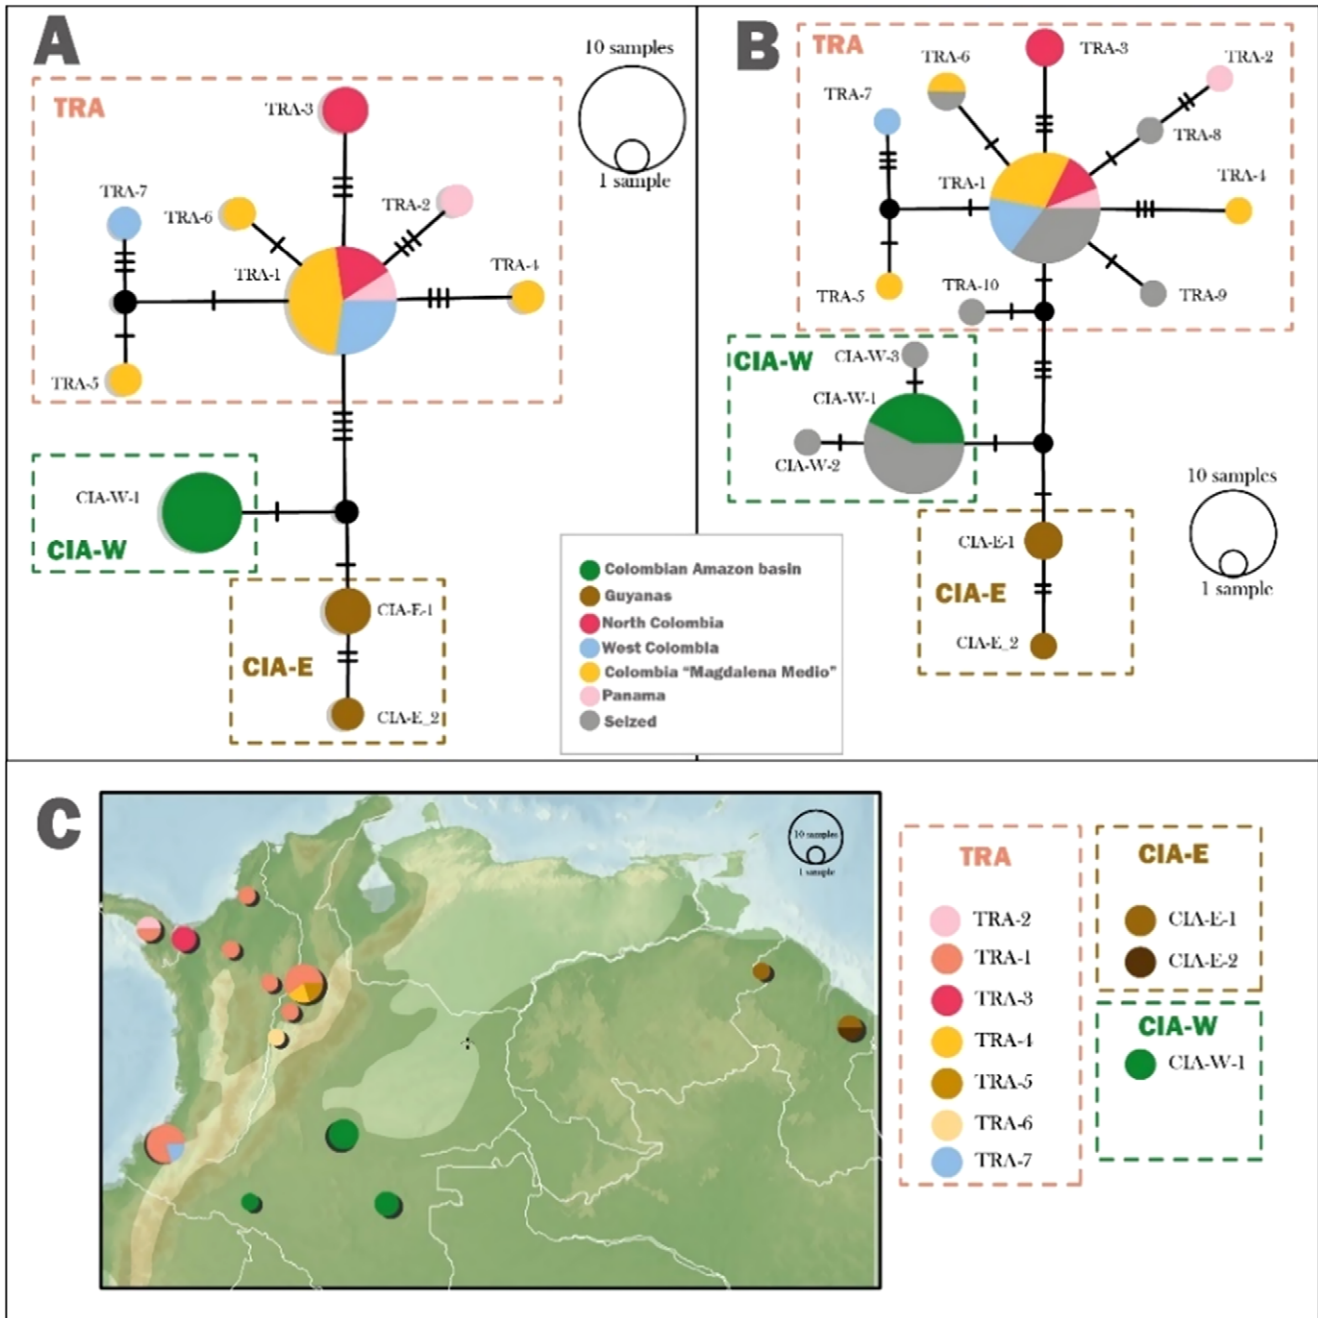 A
TRA
TRA-3
TRA-7
TRA-6
TRA-2
TRA-1
TRA-4
TRA-5
CIA-W-1
CIA-W
CIA-E-1
CIA-E
CIA-E_2
10 samples
1 sample
B
TRA
TRA-6
TRA-3
TRA-2
TRA-7
TRA-8
TRA-1
TRA-4
TRA-5
TRA-10
TRA-9
CIA-W
CIA-W-3
CIA-W-1
CIA-W-2
CIA-E-1
CIA-E
CIA-E_2
10 samples
1 sample
Colombian Amazon basin
Guyanas
North Colombia
West Colombia
Colombia “Magdalena Medio”
Panama
Seized
C
10 samples
1 sample
TRA
TRA-2
TRA-1
TRA-3
TRA-4
TRA-5
TRA-6
TRA-7
CIA-E
CIA-E-1
CIA-E-2
CIA-W
CIA-W-1